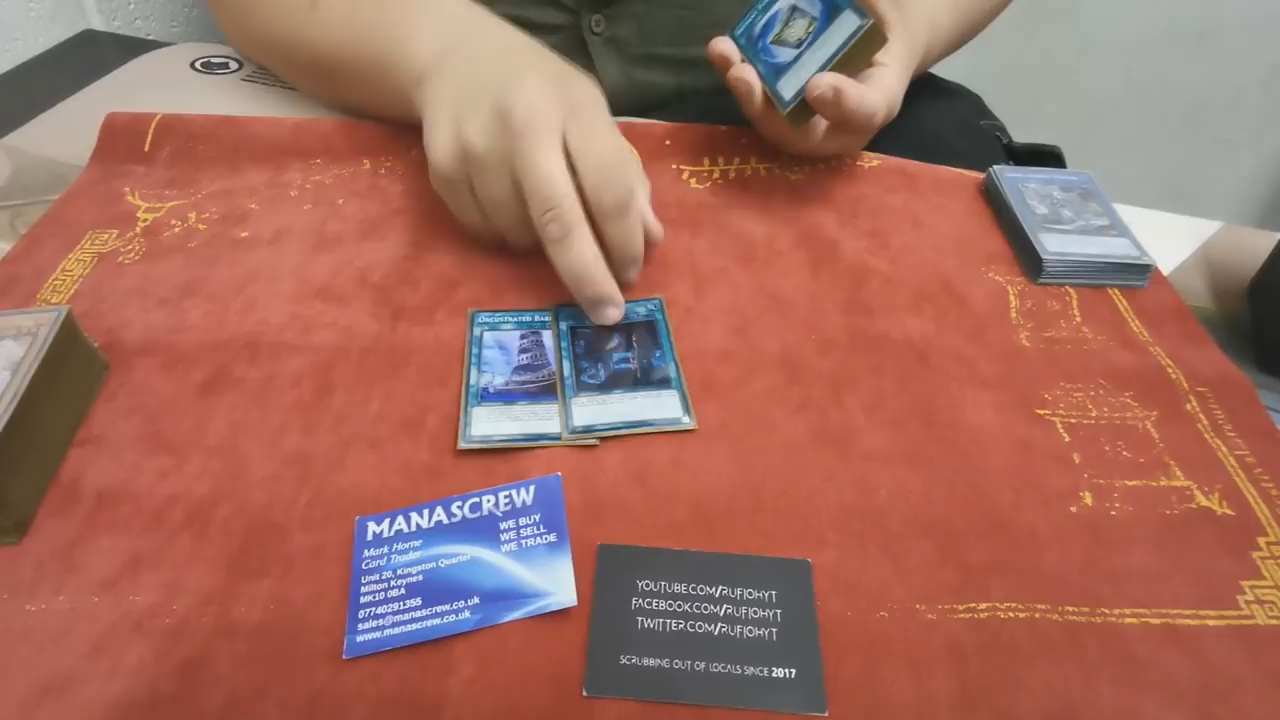 ORCUSTRATED
MANASCREW
Mark Horne
Card Trader
WE BUY
WE SELL
WE TRADE
Unit 20, Kingston Quarter
Milton Keynes
MK10 0BA
07740291355
sales@manascrew.co.uk
www.manascrew.co.uk
YOUTUBE.COM/RUFIOHYT
FACEBOOK.COM/RUFIOHYT
TWITTER.COM/RUFIOHYT
SCRUBBING OUT OF LOCALS SINCE 2017